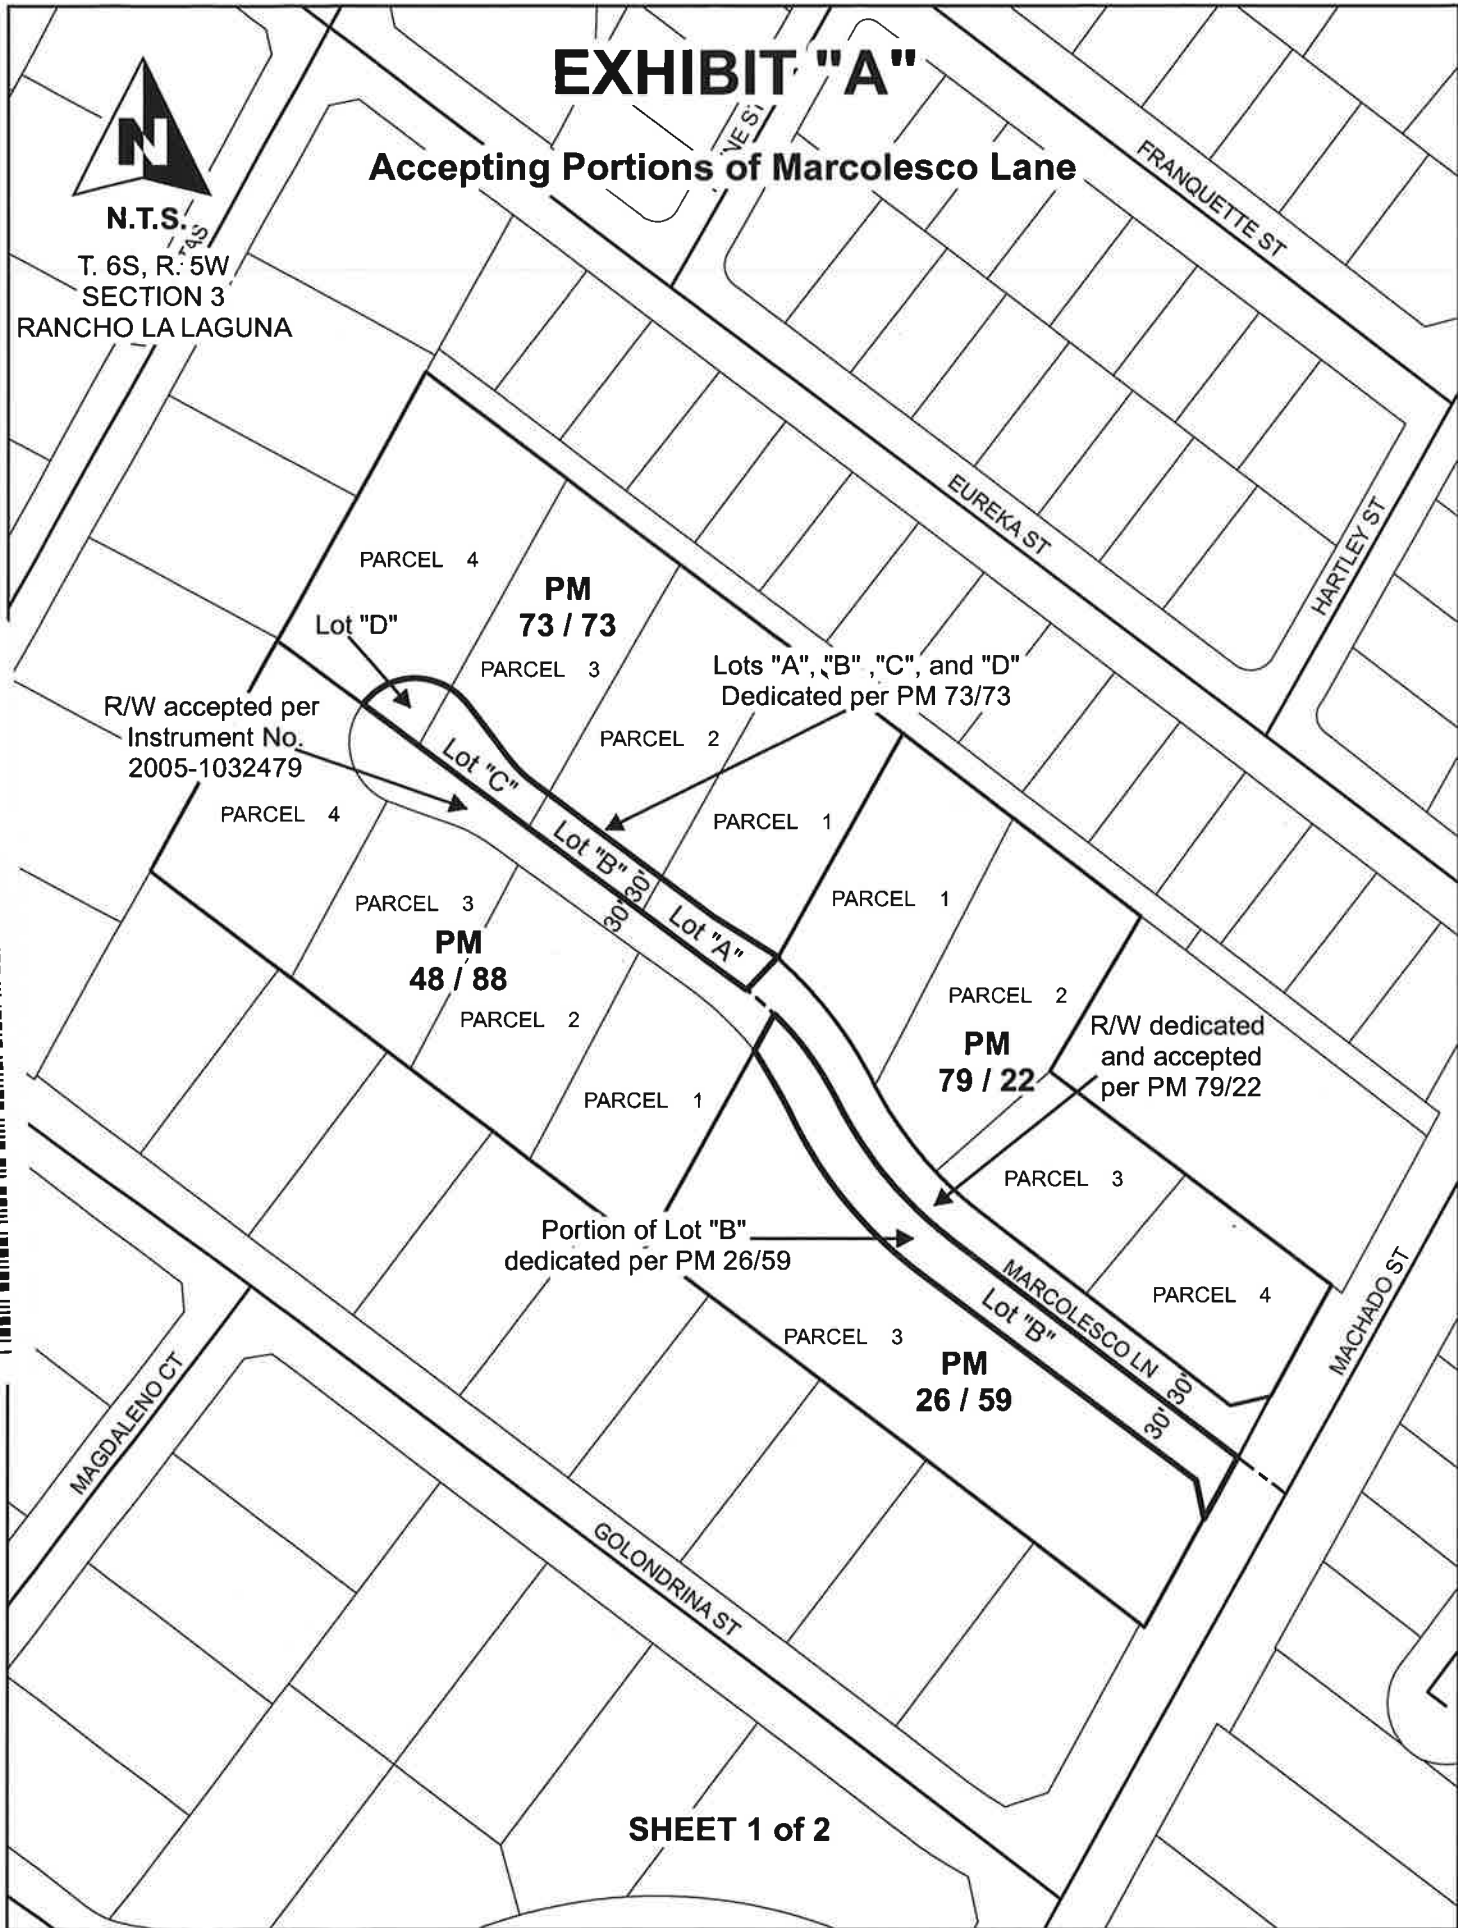 EXHIBIT "A"
Accepting Portions of Marcolesco Lane
N
N.T.S.
T. 6S, R. 5W
SECTION 3
RANCHO LA LAGUNA
FRANQUETTE ST
EUREKA ST
HARTLEY ST
PARCEL 4
PM
73 / 73
Lot "D"
PARCEL 3
Lots "A", "B" ,"C", and "D"
Dedicated per PM 73/73
R/W accepted per
Instrument No.
2005-1032479
PARCEL 2
Lot "C"
PARCEL 4
PARCEL 1
Lot "B"
30' 30'
PARCEL 1
PARCEL 3
Lot "A"
PM
48 / 88
PARCEL 2
PARCEL 2
PM
79 / 22
R/W dedicated
and accepted
per PM 79/22
PARCEL 1
PARCEL 3
Portion of Lot "B"
dedicated per PM 26/59
MARCOLESCO LN
PARCEL 4
Lot "B"
MACHADO ST
PARCEL 3
PM
26 / 59
30' 30'
MAGDALENO CT
GOLONDRINA ST
SHEET 1 of 2